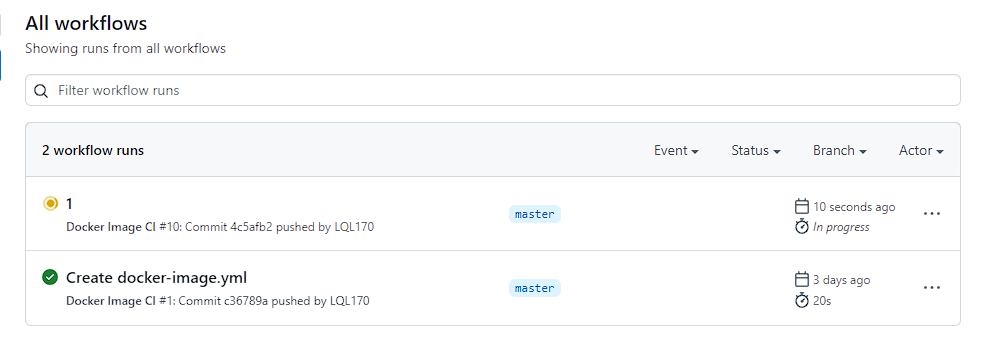 All workflows
Showing runs from all workflows
Filter workflow runs
2 workflow runs Event Status Branch Actor
1
Docker Image CI #10: Commit 4c5afb2 pushed by LQL170
master
10 seconds ago
In progress
Create docker-image.yml
Docker Image CI #1: Commit c36789a pushed by LQL170
master
3 days ago
20s